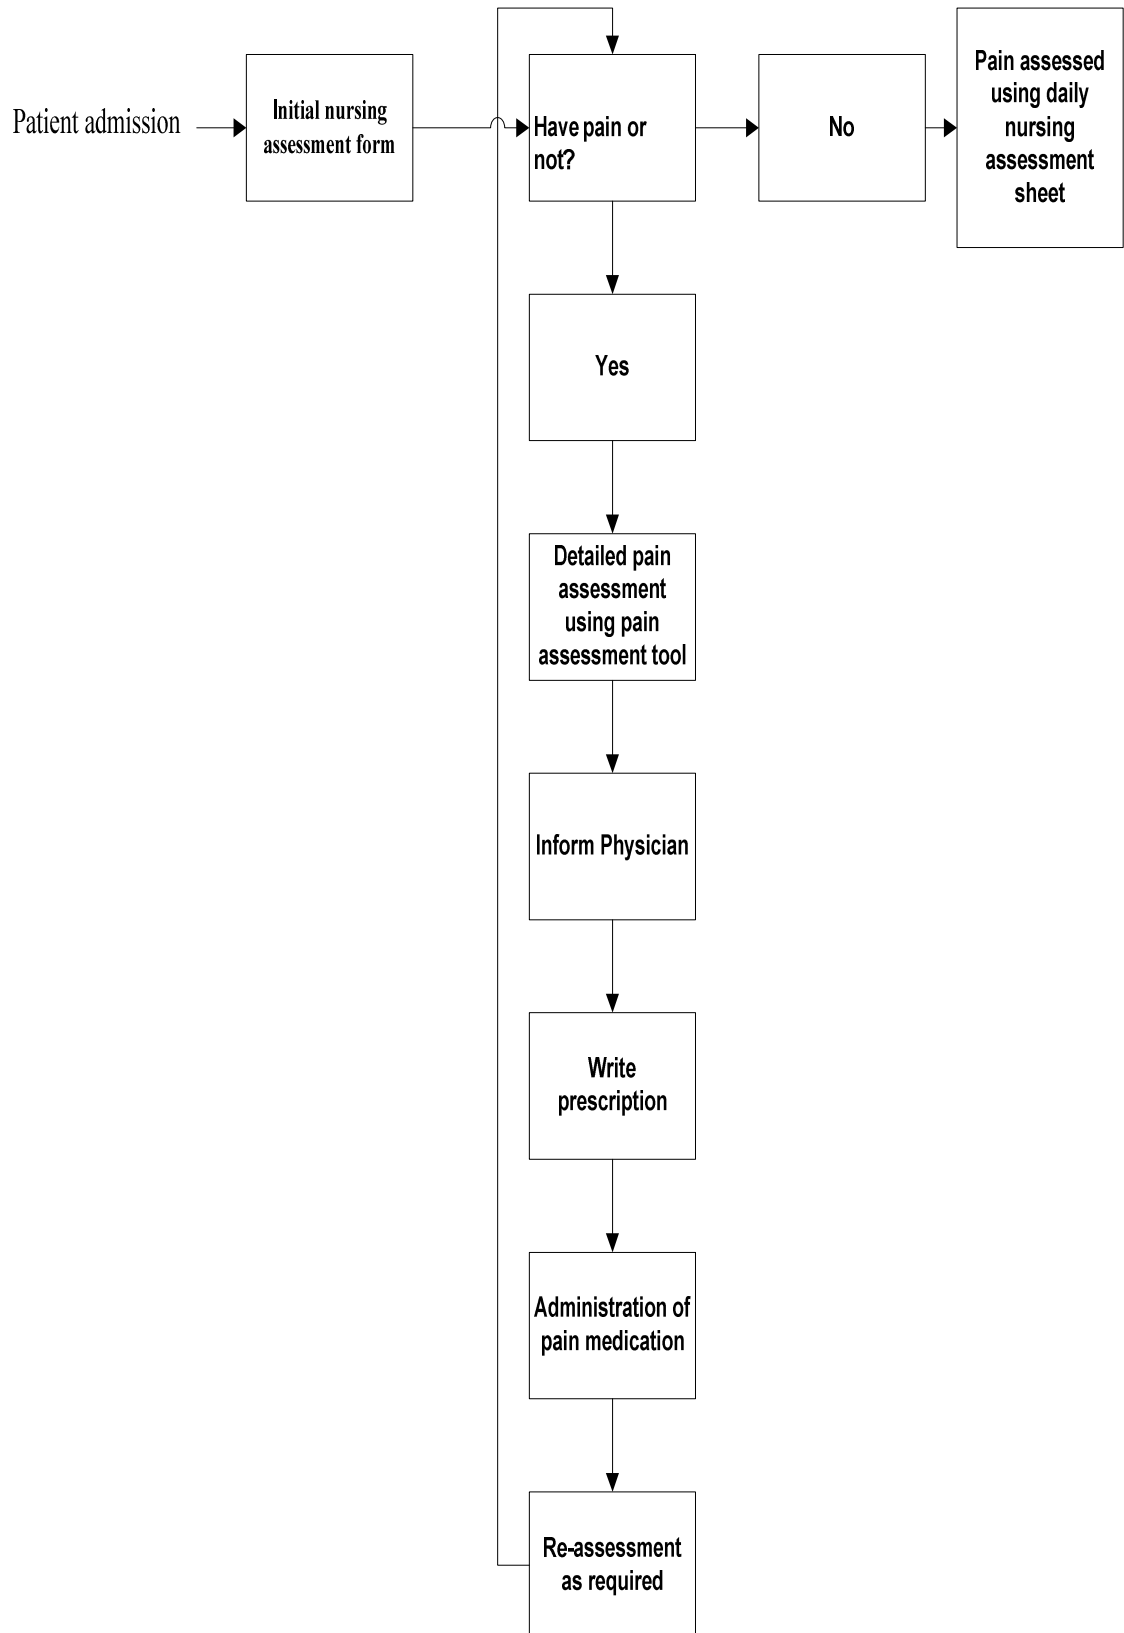 Patient admission
Initial nursing
assessment form
Have pain or
not?
No
Pain assessed
using daily
nursing
assessment
sheet
Yes
Detailed pain
assessment
using pain
assessment tool
Inform Physician
Write
prescription
Administration of
pain medication
Re-assessment
as required